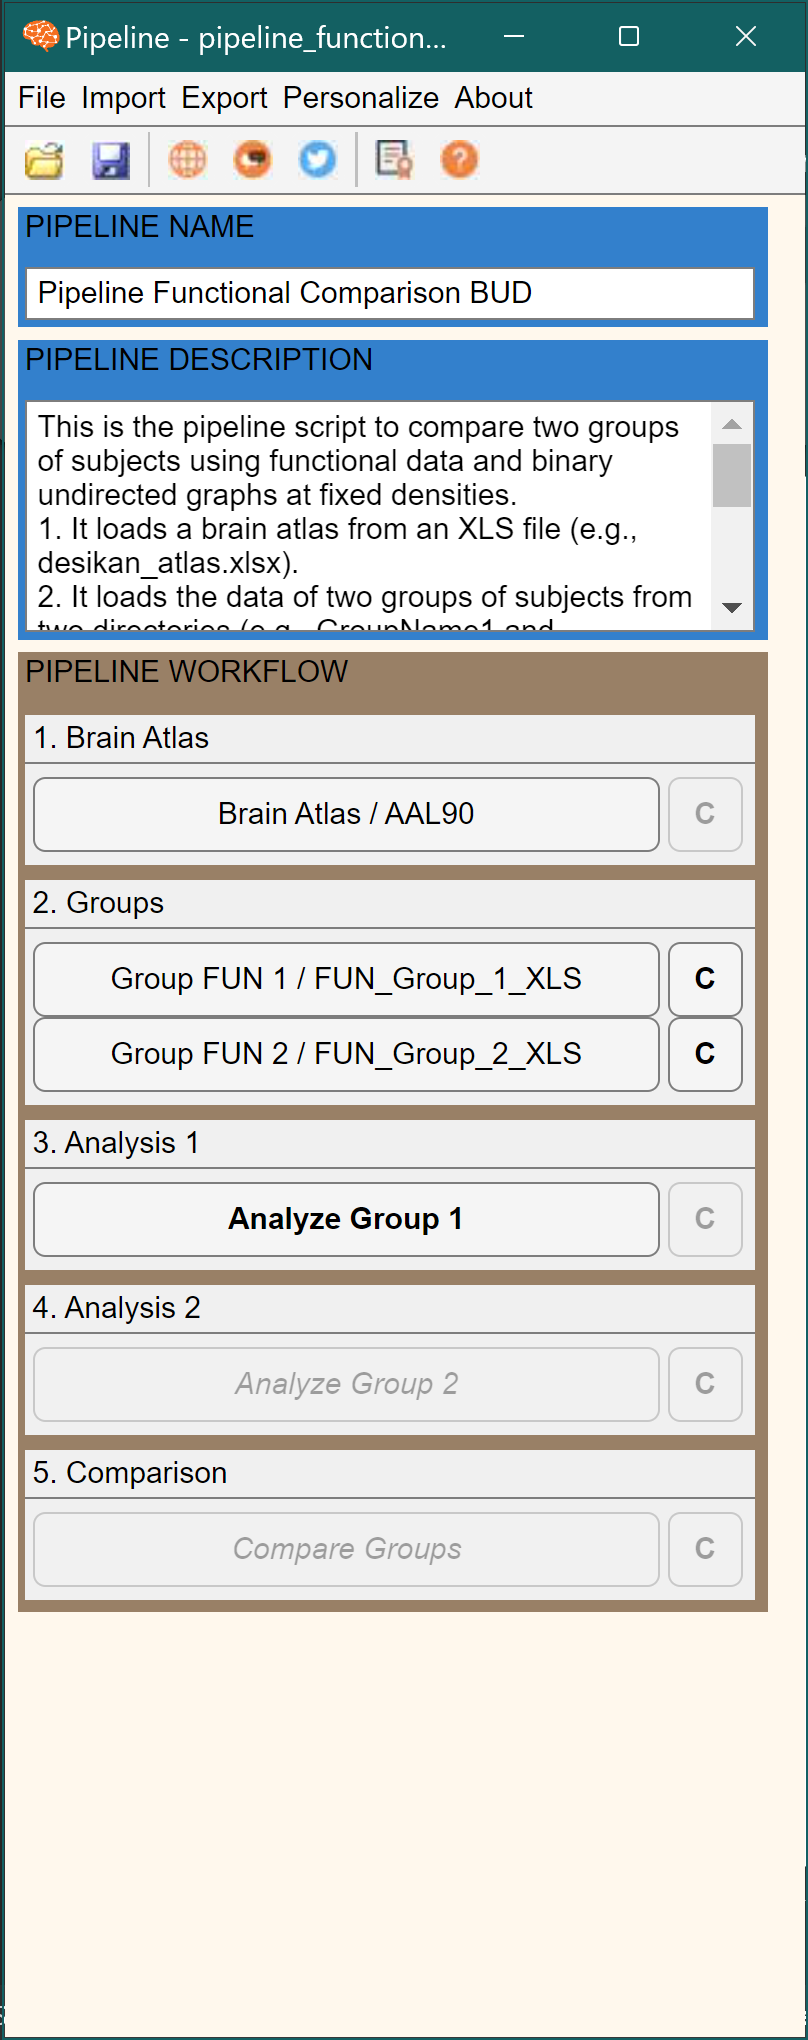 Pipeline - pipeline_function...
File Import Export Personalize About
PIPELINE NAME
Pipeline Functional Comparison BUD
PIPELINE DESCRIPTION
This is the pipeline script to compare two groups
of subjects using functional data and binary
undirected graphs at fixed densities.
1. It loads a brain atlas from an XLS file (e.g.,
desikan_atlas.xlsx).
2. It loads the data of two groups of subjects from
two directories (e.g., GroupName1 and
PIPELINE WORKFLOW
1. Brain Atlas
Brain Atlas / AAL90 C
2. Groups
Group FUN 1 / FUN_Group_1_XLS C
Group FUN 2 / FUN_Group_2_XLS C
3. Analysis 1
Analyze Group 1 C
4. Analysis 2
Analyze Group 2 C
5. Comparison
Compare Groups C